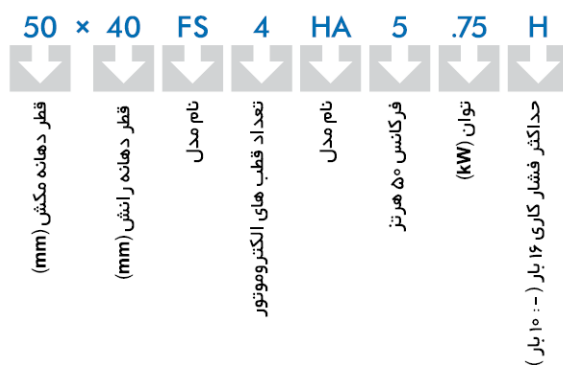 50 × 40 FS 4 HA 5 .75 H
قطر دهانه مکش (mm)
قطر دهانه رانش (mm)
نام مدل
تعداد قطب های الکتروموتور
نام مدل
فرکانس ۵۰ هرتز
توان (kW)
حداکثر فشار کاری ۱۶ بار (- : ۱۰ بار )